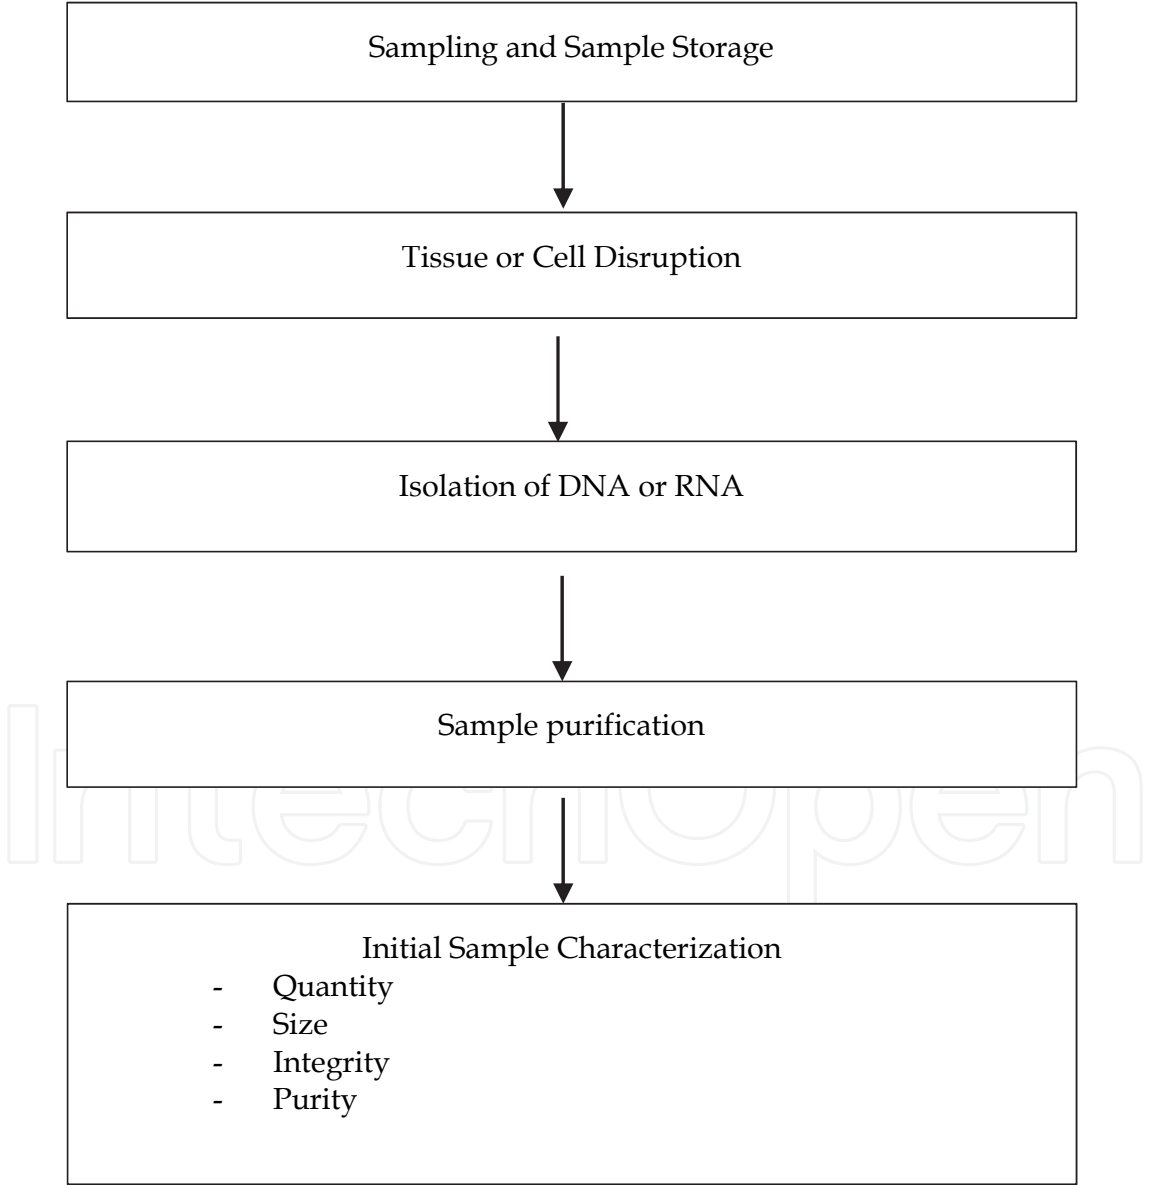 Sampling and Sample Storage
Tissue or Cell Disruption
Isolation of DNA or RNA
Sample purification
IntechOpen
Initial Sample Characterization
- Quantity
- Size
- Integrity
- Purity